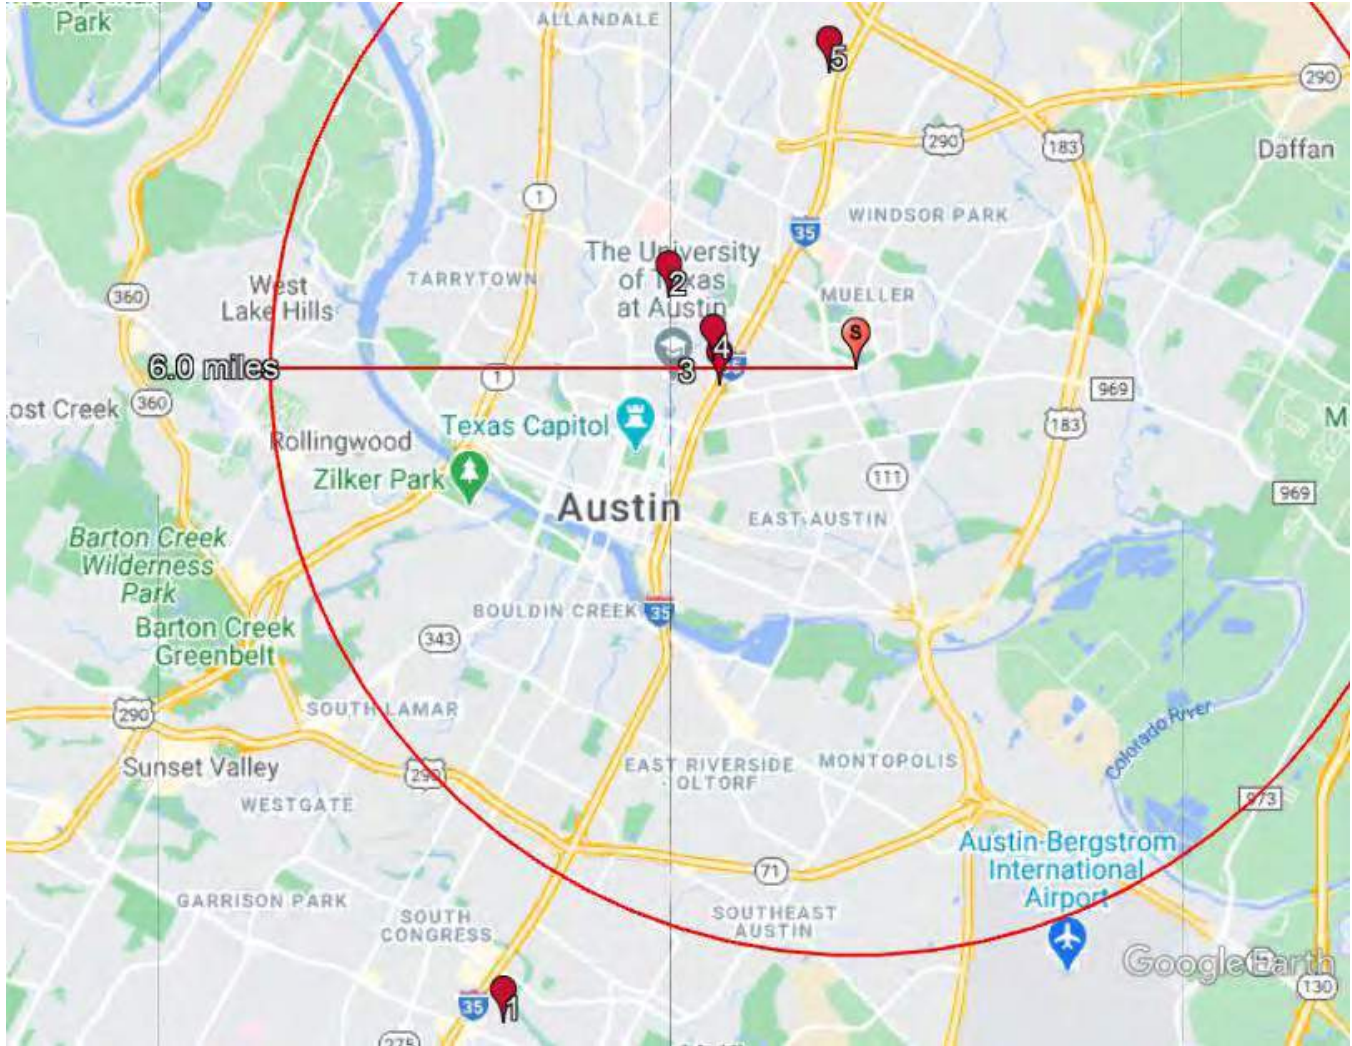 Park
ALLANDALE
5
290
290
183
Daffan
1
WINDSOR PARK
35
The University
of Texas
at Austin
2
TARRYTOWN
West
Lake Hills
360
MUELLER
S
4
3
6.0 miles
1
969
Lost Creek
360
183
Texas Capitol
Rollingwood
Zilker Park
111
969
Austin
EAST AUSTIN
Barton Creek
Wilderness
Park
BOULDIN CREEK
35
Barton Creek
Greenbelt
343
290
SOUTH LAMAR
Colorado River
Sunset Valley
290
EAST RIVERSIDE
- OLTORF
MONTOPOLIS
WESTGATE
973
Austin-Bergstrom
International
Airport
71
GARRISON PARK
SOUTH
CONGRESS
SOUTHEAST
AUSTIN
Google Earth
130
35
1
275